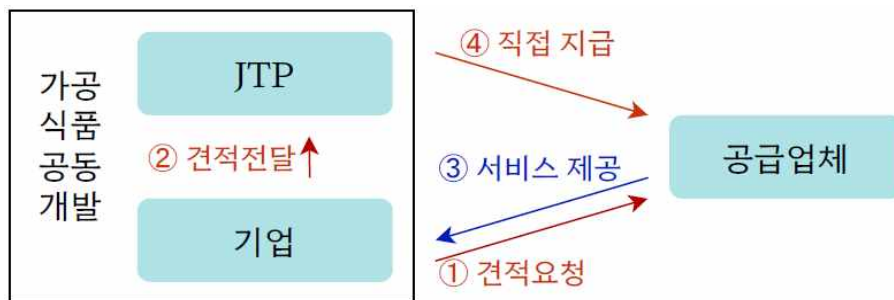 가공
식품
공동
개발
JTP
② 견적전달
기업
④ 직접 지급
③ 서비스 제공
① 견적요청
공급업체